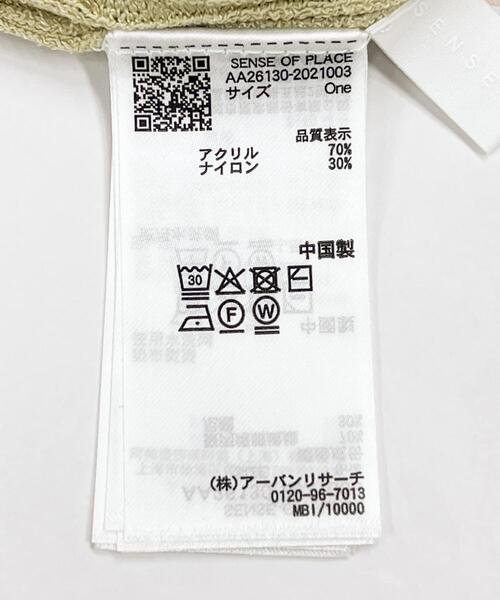 SENSE
SENSE OF PLACE
AA26130-2021003
サイズ One
品質表示
アクリル 70%
ナイロン 30%
中国製
30
F W
(株)アーバンリサーチ
0120-96-7013
MBI/10000